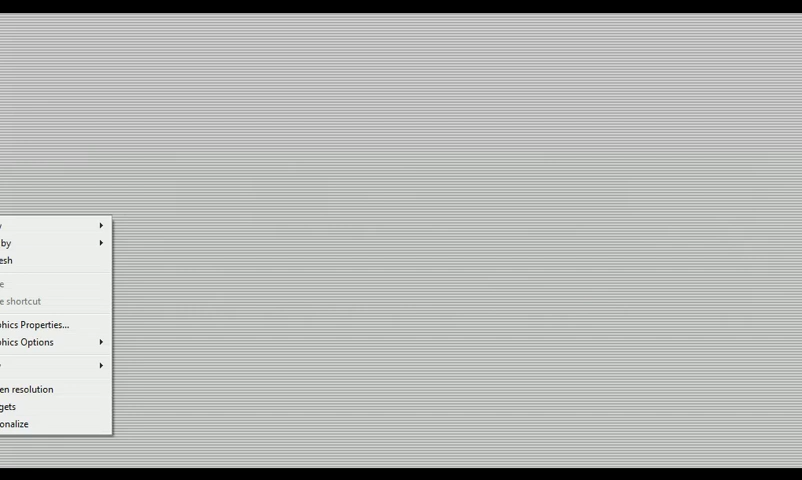 by
esh
e
e shortcut
phics Properties...
phics Options
en resolution
gets
onalize